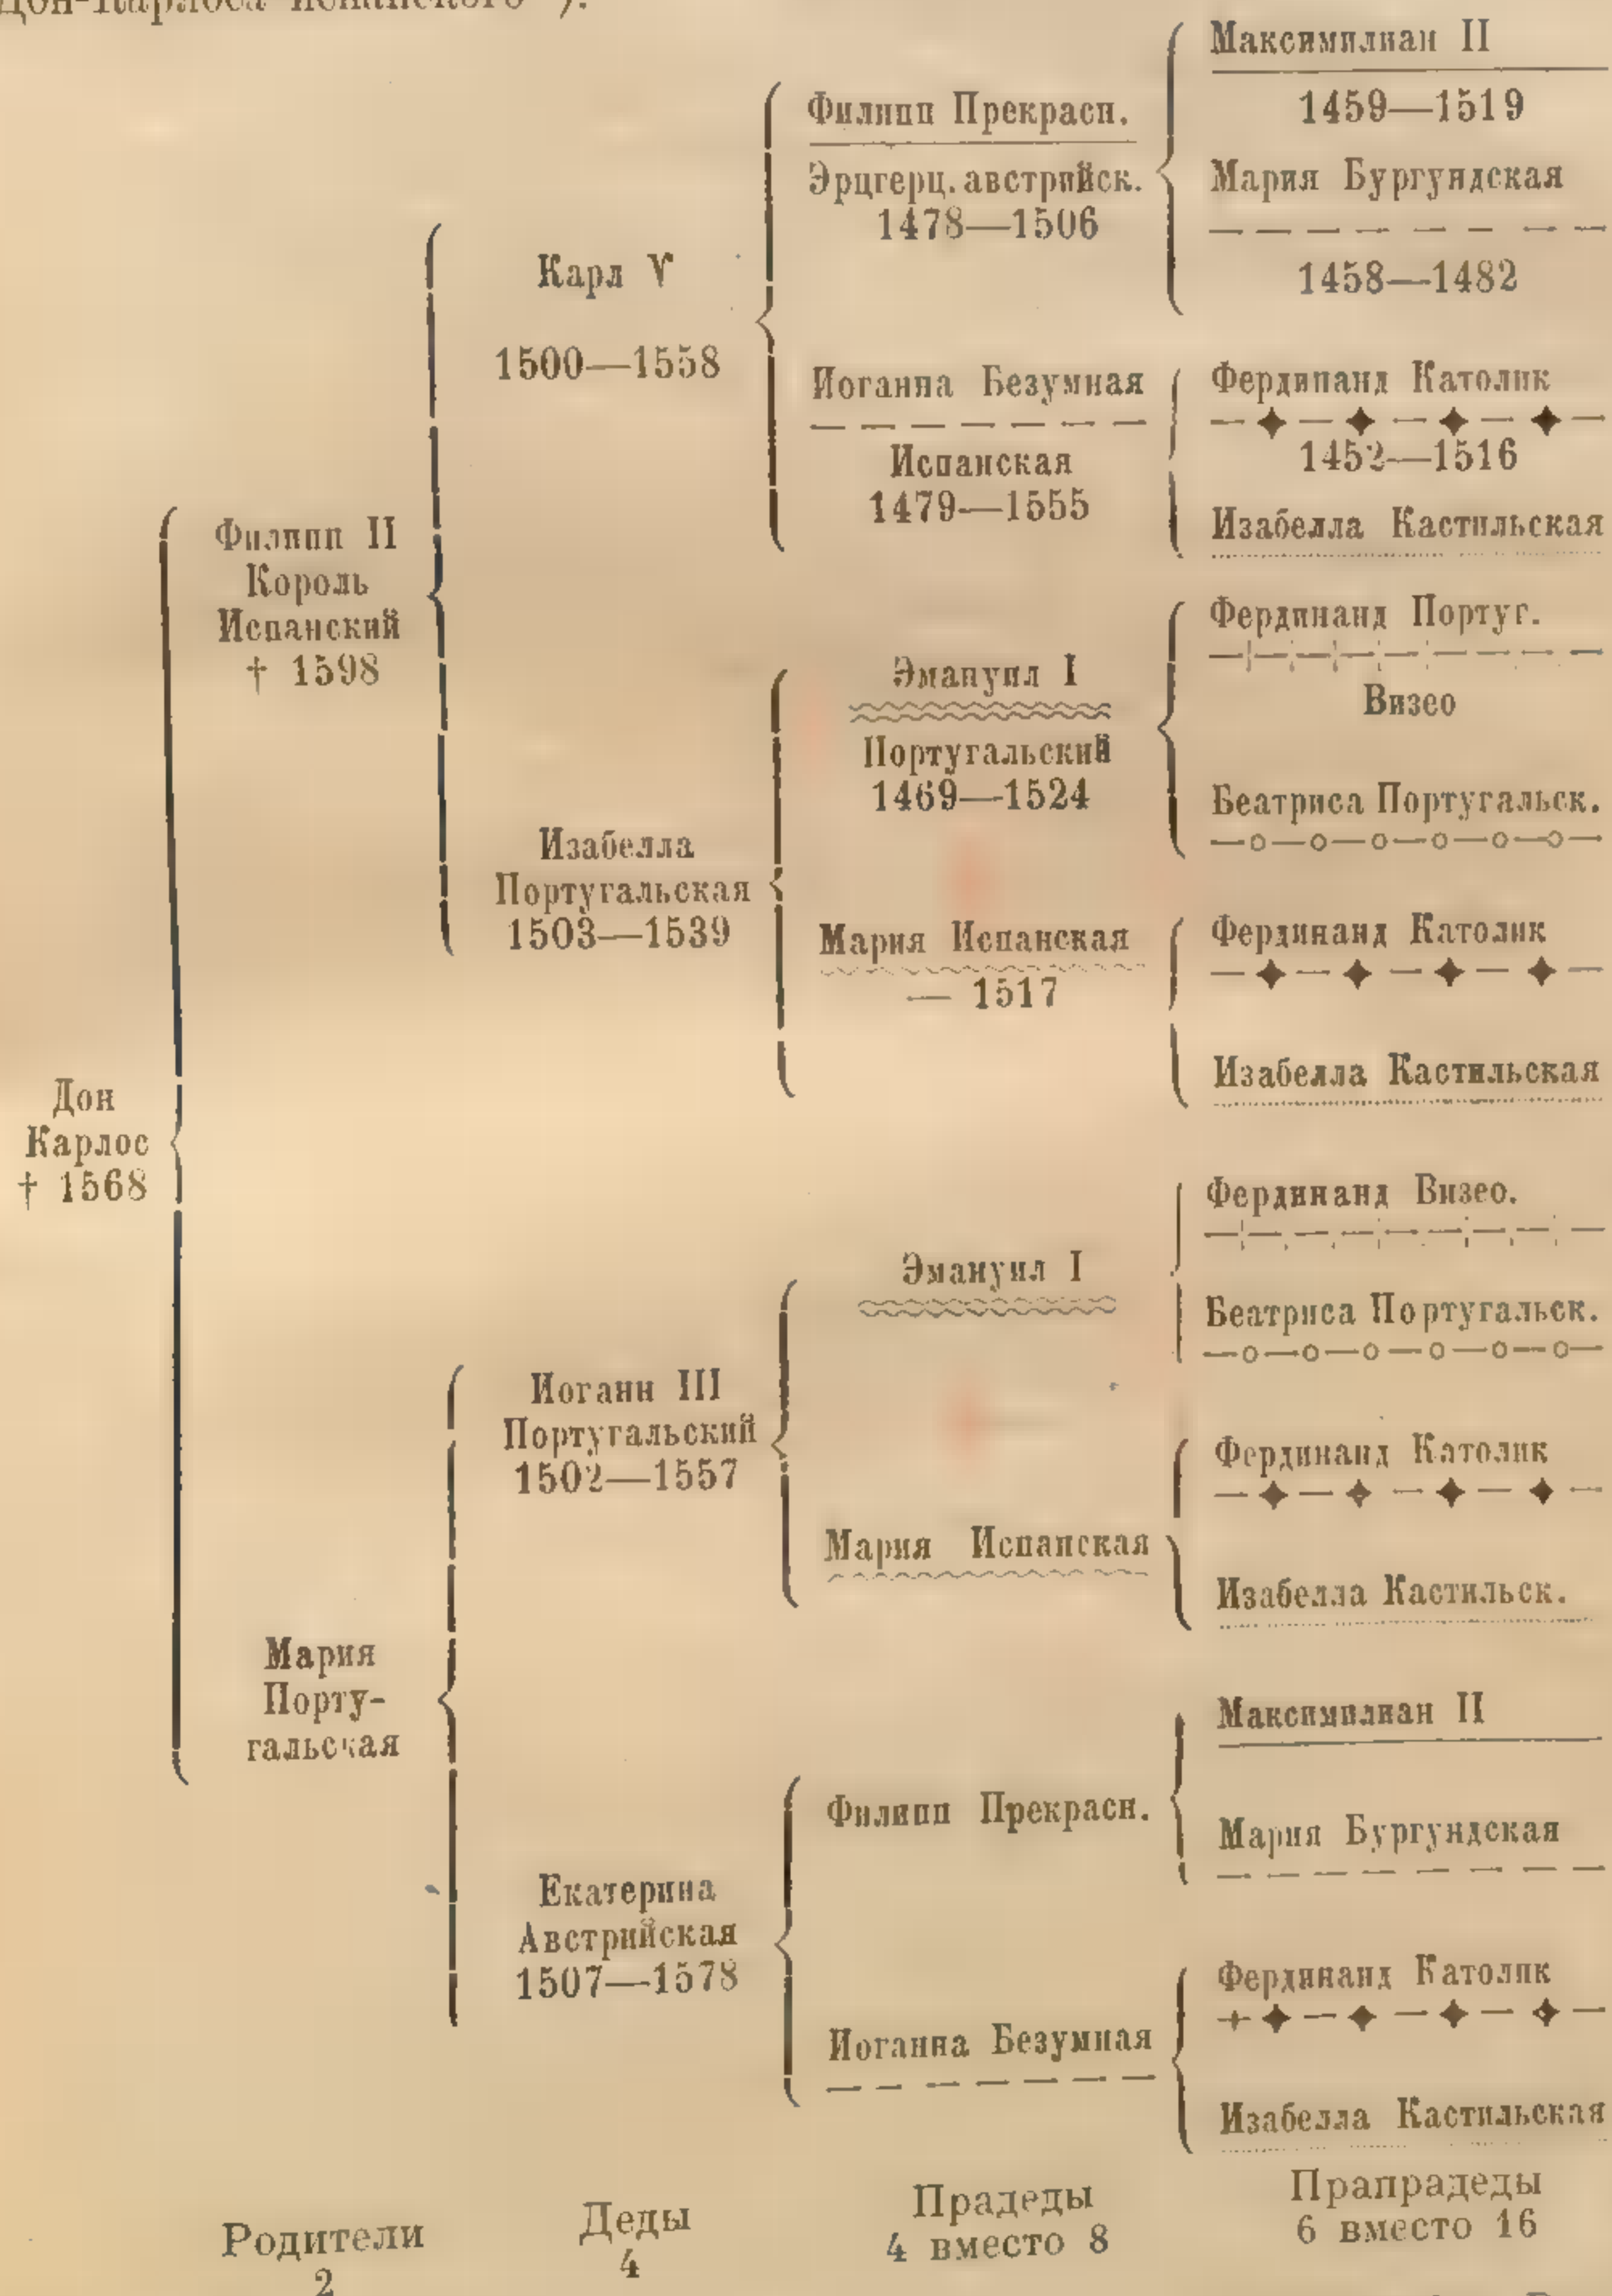 Дон-Карлоса испанского ).
Максимилиан II
1459—1519
Филипп Прекрасн.
Эрцгерц. австрийск.
1478—1506
Мария Бургундская
1458—1482
Карл V
1500—1558
Иоганна Безумная
Испанская
1479—1555
Фердинанд Католик
1452—1516
Изабелла Кастильская
Филипп II
Король
Испанский
† 1598
Эмануил I
Португальский
1469—1524
Фердинанд Португ.
Визео
Беатриса Португальск.
Изабелла
Португальская
1503—1539
Мария Испанская
— 1517
Фердинанд Католик
Изабелла Кастильская
Дон
Карлос
† 1568
Фердинанд Визео.
Эмануил I
Беатриса Португальск.
Иоганн III
Португальский
1502—1557
Фердинанд Католик
Мария Испанская
Изабелла Кастильск.
Мария
Порту-
гальская
Максимилиан II
Филипп Прекрасн.
Мария Бургундская
Екатерина
Австрийская
1507—1578
Фердинанд Католик
Иоганна Безумная
Изабелла Кастильская
Родители
2
Деды
4
Прадеды
4 вместо 8
Прапрадеды
6 вместо 16